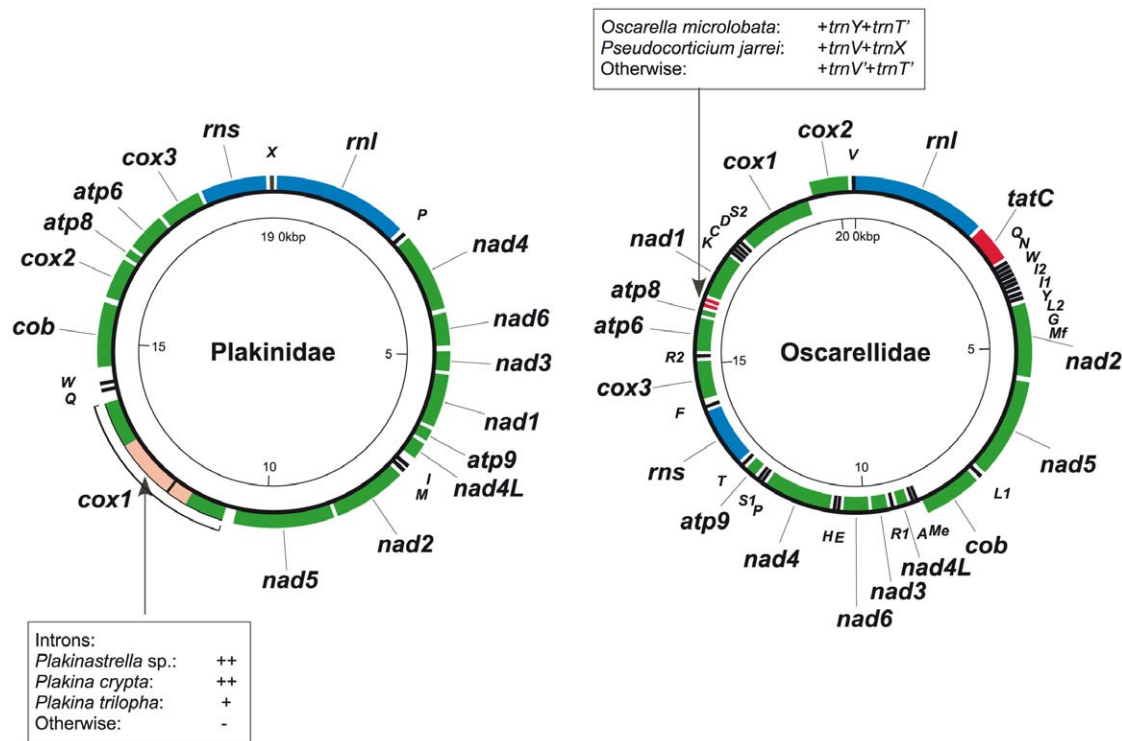 Oscarella microlobata: +trnY+trnT'
Pseudocorticium jarrei: +trnV+trnX
Otherwise: +trnV'+trnT'
rns
X
rnl
cox3
atp6
atp8
cox2
cob
W
Q
cox1
P
nad4
nad6
nad3
nad1
atp9
nad4L
I
M
nad2
nad5
19 0kbp
5
10
15
Plakinidae
Introns:
Plakinastrella sp.: ++
Plakina crypta: ++
Plakina trilopha: +
Otherwise: -
cox2
V
rnl
cox1
tatC
Q
N
W
I2
I1
Y
L2
G
Mf
nad2
nad5
L1
cob
Me
A
nad4L
R1
nad3
nad6
E
H
nad4
P
S1
atp9
T
rns
F
cox3
R2
atp6
atp8
nad1
K
C
D
S2
20 0kbp
5
10
15
Oscarellidae